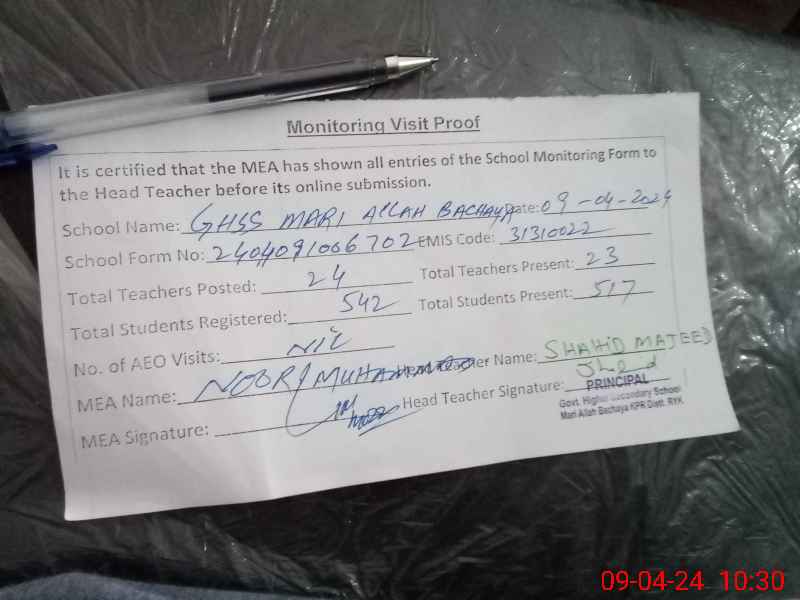 Monitoring Visit Proof
It is certified that the MEA has shown all entries of the School Monitoring Form to
the Head Teacher before its online submission.
School Name: GHSS MARI ALLAH BACHAYA Date: 09-04-2024
School Form No: 2404091006702 EMIS Code: 31310022
Total Teachers Posted: 24 Total Teachers Present: 23
Total Students Registered: 542 Total Students Present: 517
No. of AEO Visits: NIL
MEA Name: NOOR MUHAMMAD Head Teacher Name: SHAHID MAJEED
MEA Signature: Head Teacher Signature:
PRINCIPAL
Govt. Higher Secondary School
Mari Allah Bachaya KPR Distt. RYK
09-04-24 10:30